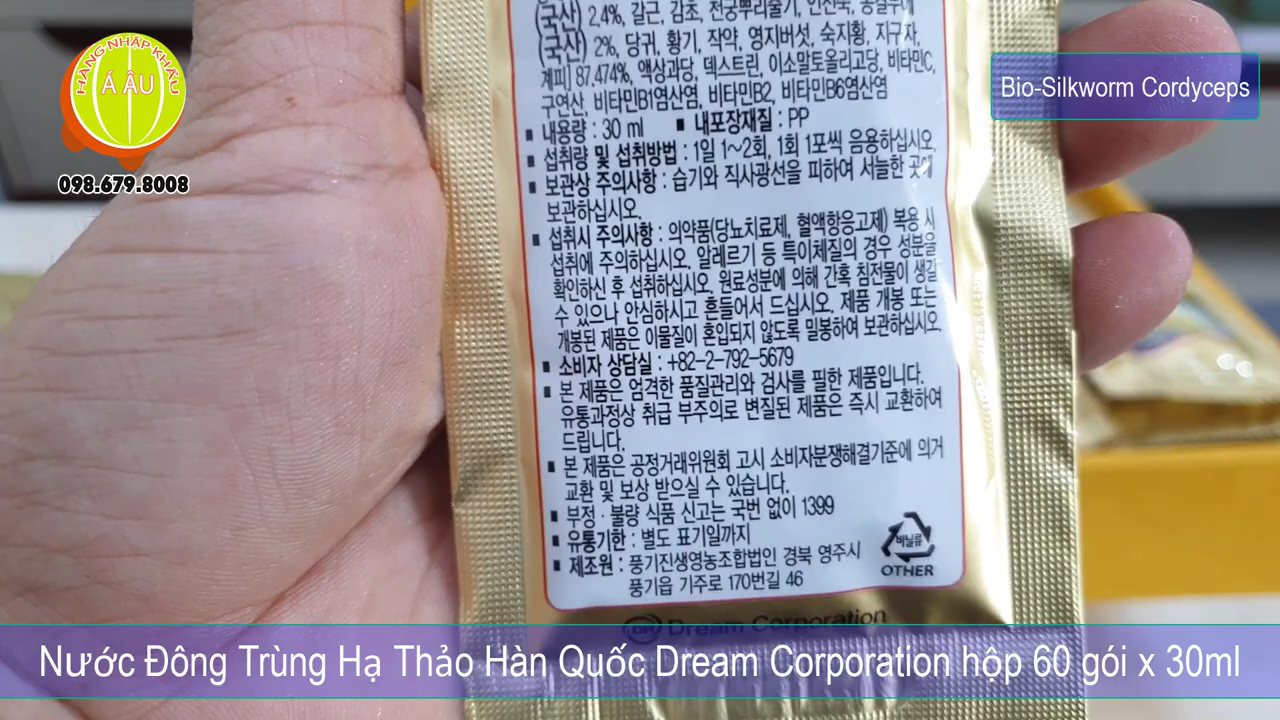 HÀNG NHẬP KHẨU
Á ÂU
098.679.8008
Bio-Silkworm Cordyceps
(국산) 2.4%, 갈근, 감초, 천궁뿌리줄기, 인진쑥,
(국산) 2%, 당귀, 황기, 작약, 영지버섯, 숙지황, 지구자,
계피] 87.474%, 액상과당, 덱스트린, 이소말토올리고당, 비타민C,
구연산, 비타민B1염산염, 비타민B2, 비타민B6염산염
▪ 내용량 : 30 ml ▪ 내포장재질 : PP
▪ 섭취량 및 섭취방법 : 1일 1~2회, 1회 1포씩 음용하십시오.
▪ 보관상 주의사항 : 습기와 직사광선을 피하여 서늘한 곳에
보관하십시오.
▪ 섭취시 주의사항 : 의약품(당뇨치료제, 혈액항응고제) 복용 시
섭취에 주의하십시오. 알레르기 등 특이체질의 경우 성분을
확인하신 후 섭취하십시오. 원료성분에 의해 간혹 침전물이 생길
수 있으나 안심하시고 흔들어서 드십시오. 제품 개봉 또는
개봉된 제품은 이물질이 혼입되지 않도록 밀봉하여 보관하십시오.
▪ 소비자 상담실 : +82-2-792-5679
▪ 본 제품은 엄격한 품질관리와 검사를 필한 제품입니다.
유통과정상 취급 부주의로 변질된 제품은 즉시 교환하여
드립니다.
▪ 본 제품은 공정거래위원회 고시 소비자분쟁해결기준에 의거
교환 및 보상 받으실 수 있습니다.
▪ 부정 · 불량 식품 신고는 국번 없이 1399
▪ 유통기한 : 별도 표기일까지
▪ 제조원 : 풍기진생영농조합법인 경북 영주시
풍기읍 기주로 170번길 46
비닐류
OTHER
Dream Corporation
Nước Đông Trùng Hạ Thảo Hàn Quốc Dream Corporation hộp 60 gói x 30ml